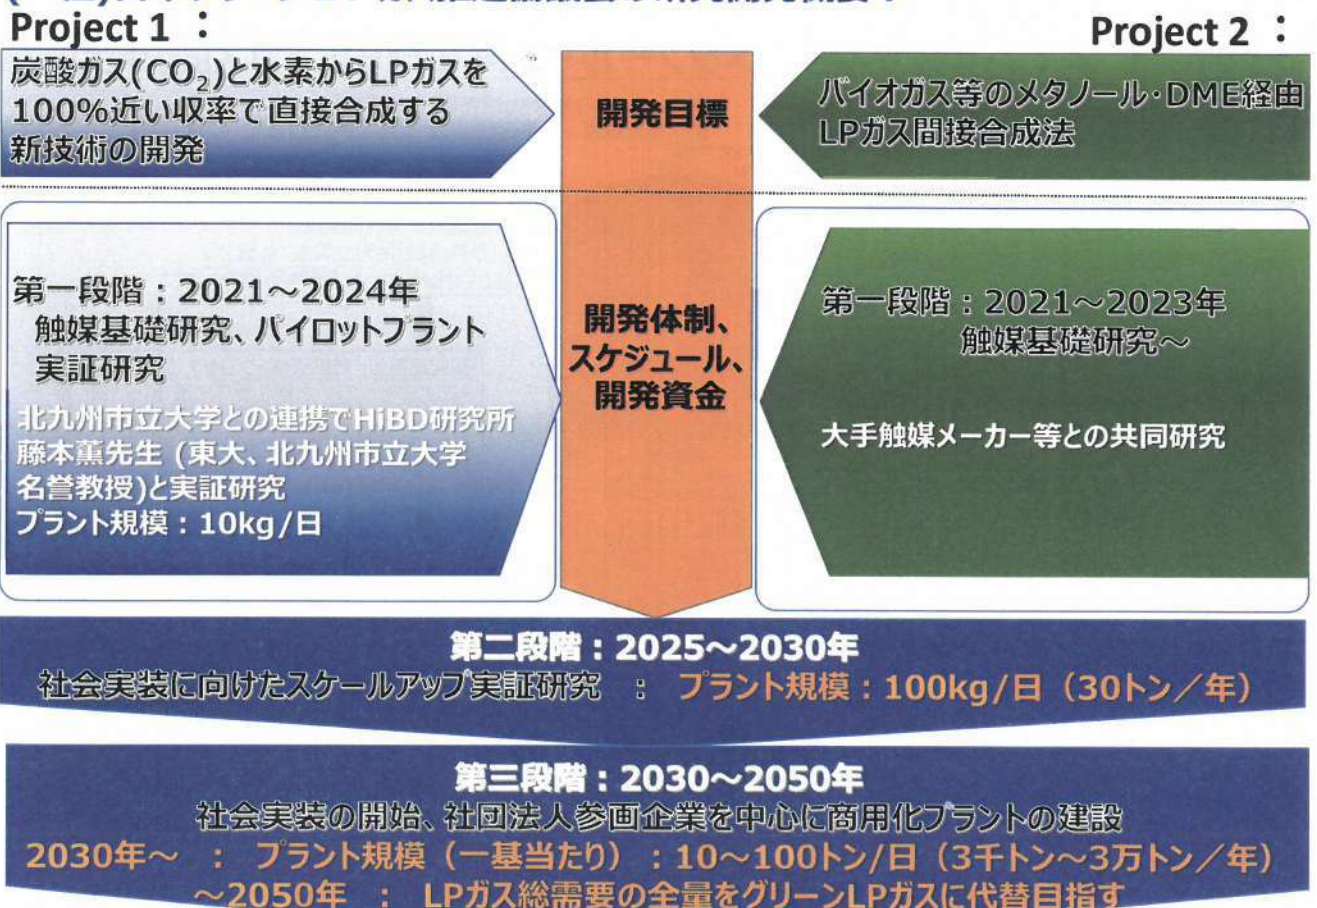 Project 1 :
Project 2 :
炭酸ガス(CO₂)と水素からLPガスを
100%近い収率で直接合成する
新技術の開発
開発目標
バイオガス等のメタノール・DME経由
LPガス間接合成法
第一段階：2021～2024年
触媒基礎研究、パイロットプラント
実証研究
北九州市立大学との連携でHiBD研究所
藤本薫先生 (東大、北九州市立大学
名誉教授)と実証研究
プラント規模：10kg/日
開発体制、
スケジュール、
開発資金
第一段階：2021～2023年
触媒基礎研究～
大手触媒メーカー等との共同研究
第二段階：2025～2030年
社会実装に向けたスケールアップ実証研究 ： プラント規模：100kg/日（30トン／年）
第三段階：2030～2050年
社会実装の開始、社団法人参画企業を中心に商用化プラントの建設
2030年～ ： プラント規模（一基当たり）：10～100トン/日（3千トン～3万トン／年）
～2050年 ： LPガス総需要の全量をグリーンLPガスに代替目指す